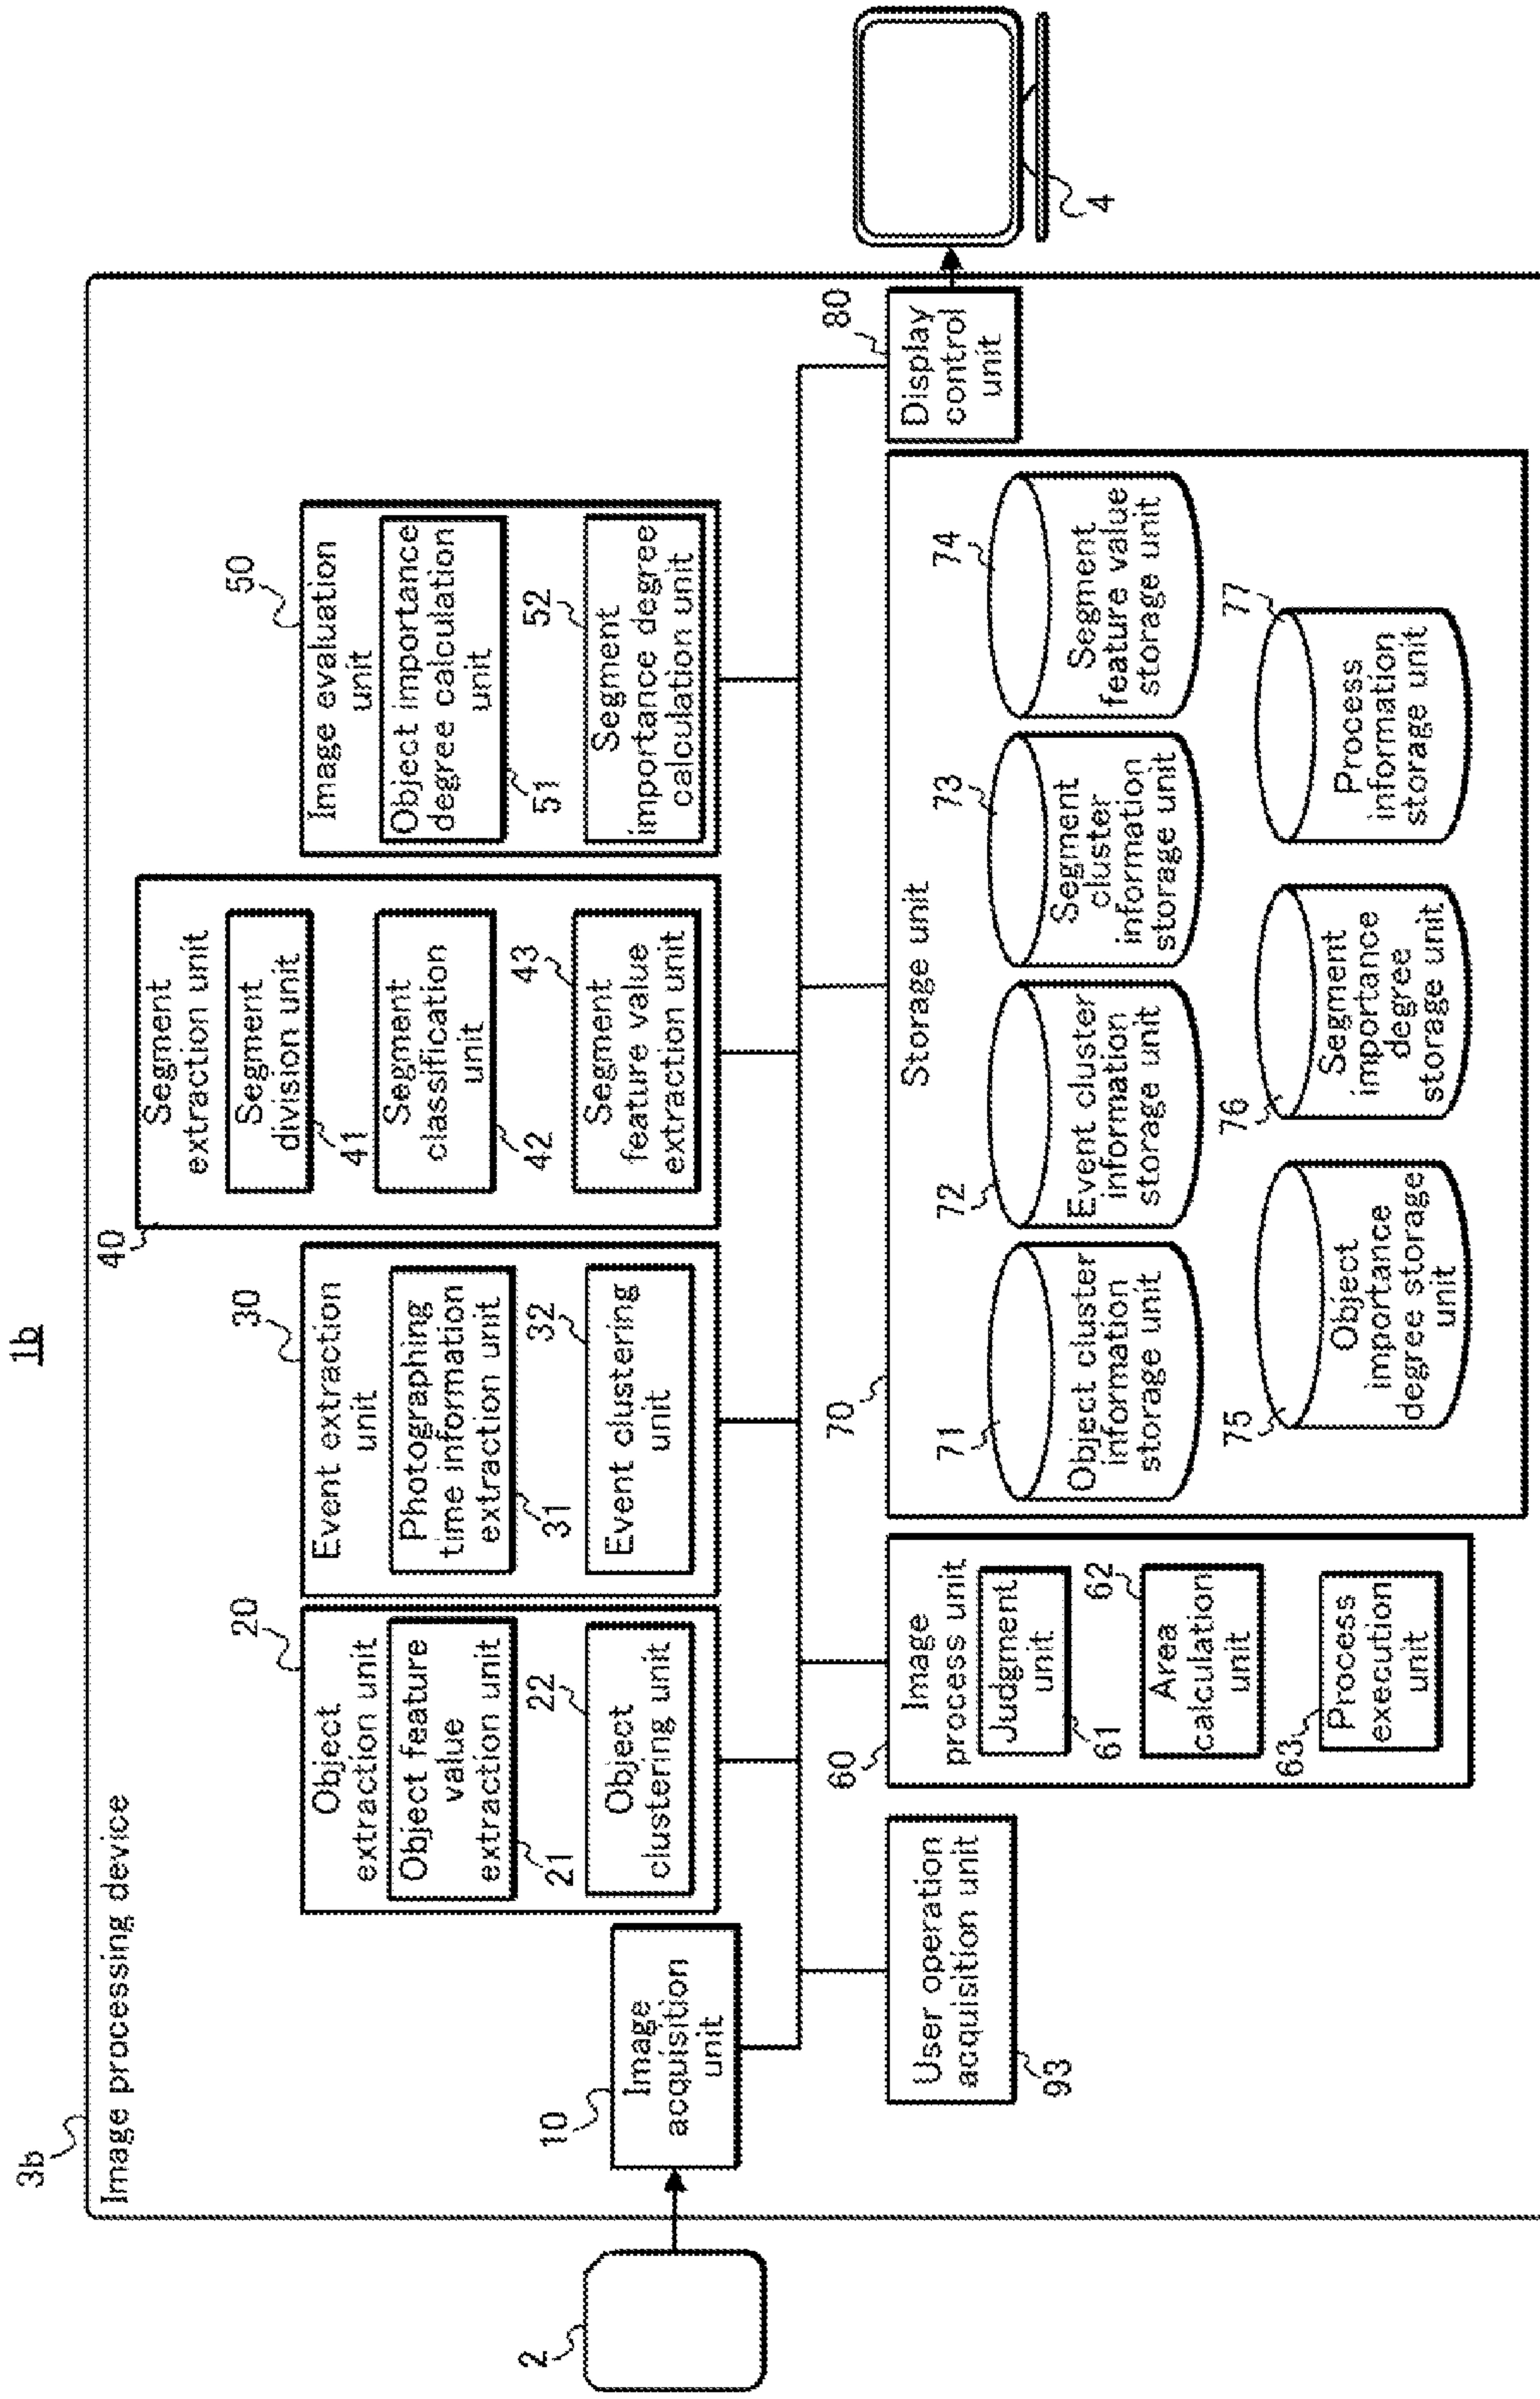 1b
3b
Image processing device
2
10
Image
acquisition
unit
20
Object
extraction unit
Object feature
value
extraction unit
21
22
Object
clustering unit
30
Event extraction
unit
Photographing
time information
extraction unit
31
32
Event clustering
unit
40
Segment
extraction unit
Segment
division unit
41
Segment
classification
unit
42
43
Segment
feature value
extraction unit
50
Image evaluation
unit
Object importance
degree calculation
unit
51
52
Segment
importance degree
calculation unit
User operation
acquisition unit
93
60
Image
process unit
Judgment
unit
61
62
Area
calculation
unit
63
Process
execution
unit
70
Storage unit
71
Object cluster
information
storage unit
72
Event cluster
information
storage unit
73
Segment
cluster
information
storage unit
74
Segment
feature value
storage unit
75
Object
importance
degree storage
unit
76
Segment
importance
degree
storage unit
77
Process
information
storage unit
80
Display
control
unit
4